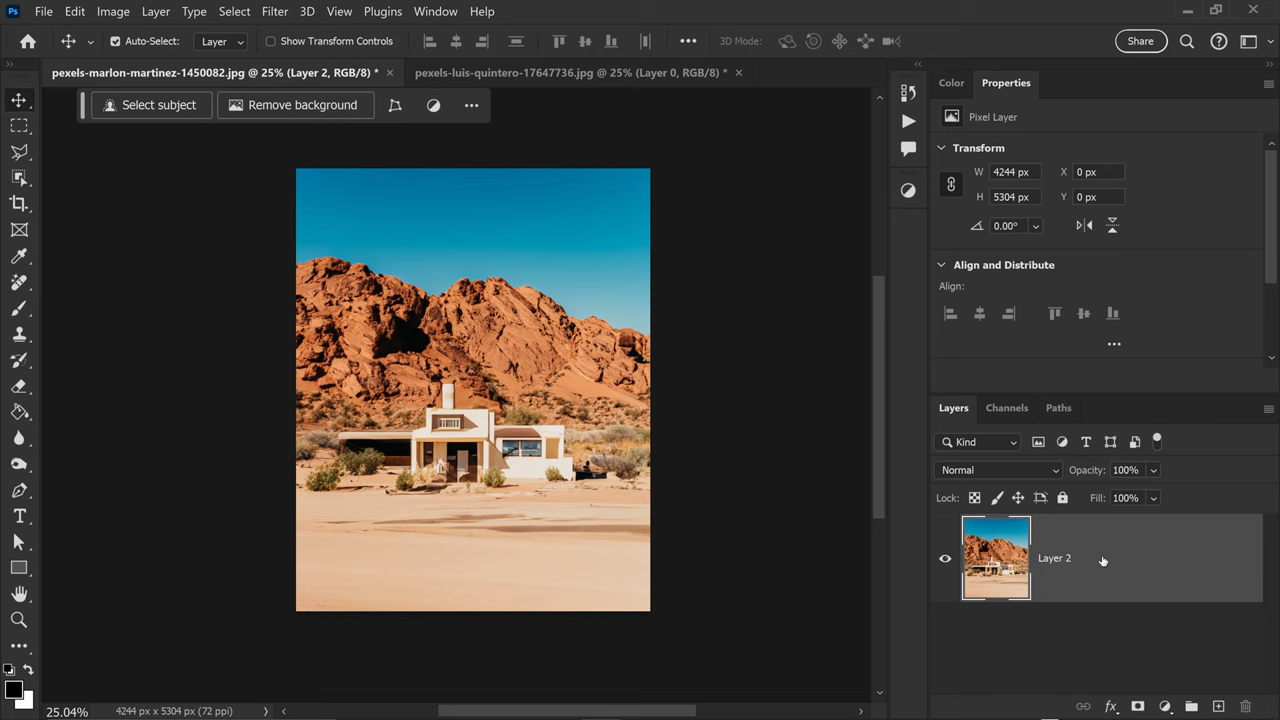 Ps File Edit Image Layer Type Select Filter 3D View Plugins Window Help
Auto-Select: Layer Show Transform Controls 3D Mode: Share
pexels-marlon-martinez-1450082.jpg @ 25% (Layer 2, RGB/8) * pexels-luis-quintero-17647736.jpg @ 25% (Layer 0, RGB/8) *
Select subject Remove background
Color Properties
Pixel Layer
Transform
W 4244 px X 0 px
H 5304 px Y 0 px
0.00°
Align and Distribute
Align:
Layers Channels Paths
Kind
Normal Opacity: 100%
Lock: Fill: 100%
Layer 2
25.04% 4244 px x 5304 px (72 ppi)